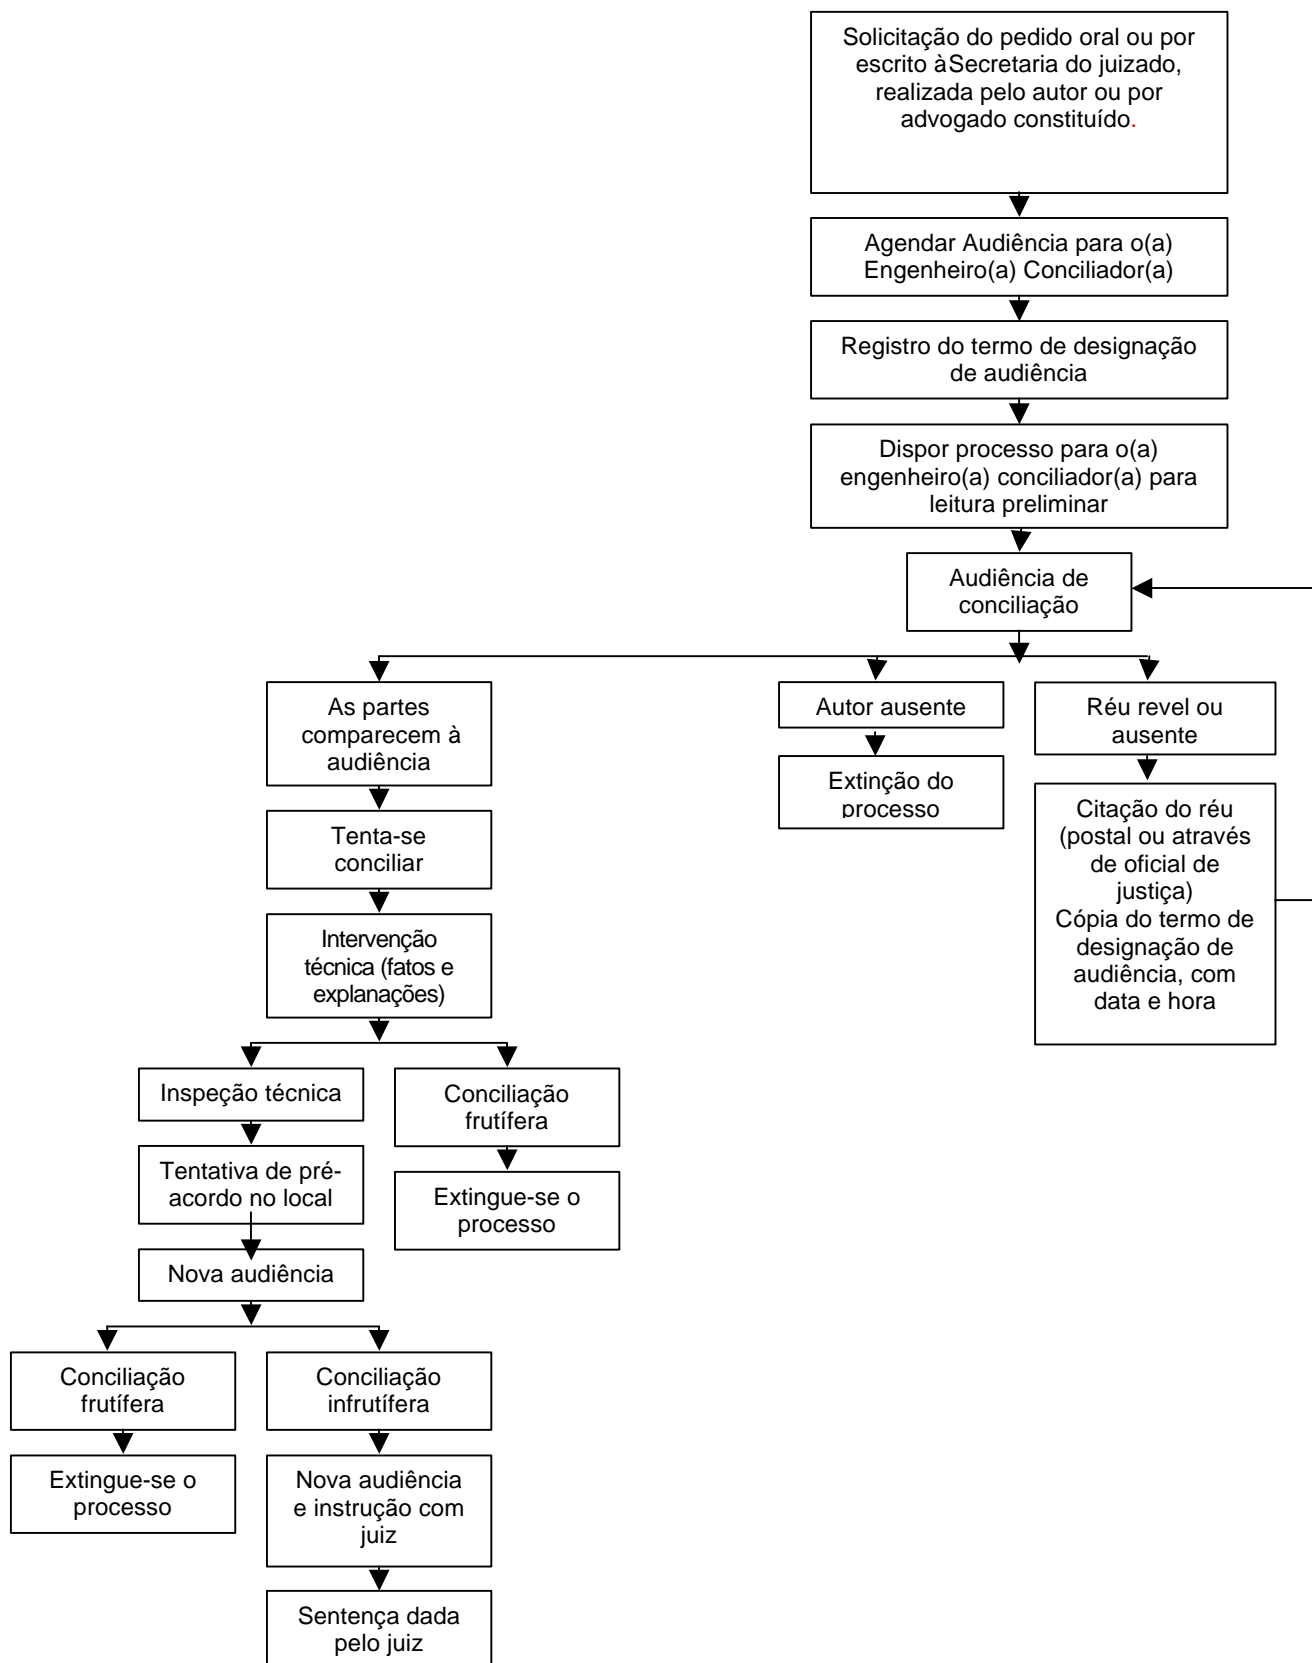 Solicitação do pedido oral ou por
escrito àSecretaria do juizado,
realizada pelo autor ou por
advogado constituído.
Agendar Audiência para o(a)
Engenheiro(a) Conciliador(a)
Registro do termo de designação
de audiência
Dispor processo para o(a)
engenheiro(a) conciliador(a) para
leitura preliminar
Audiência de
conciliação
As partes
comparecem à
audiência
Autor ausente
Réu revel ou
ausente
Extinção do
processo
Citação do réu
(postal ou através
de oficial de
justiça)
Cópia do termo de
designação de
audiência, com
data e hora
Tenta-se
conciliar
Intervenção
técnica (fatos e
explanações)
Inspeção técnica
Conciliação
frutífera
Tentativa de pré-
acordo no local
Extingue-se o
processo
Nova audiência
Conciliação
frutífera
Conciliação
infrutífera
Extingue-se o
processo
Nova audiência
e instrução com
juiz
Sentença dada
pelo juiz